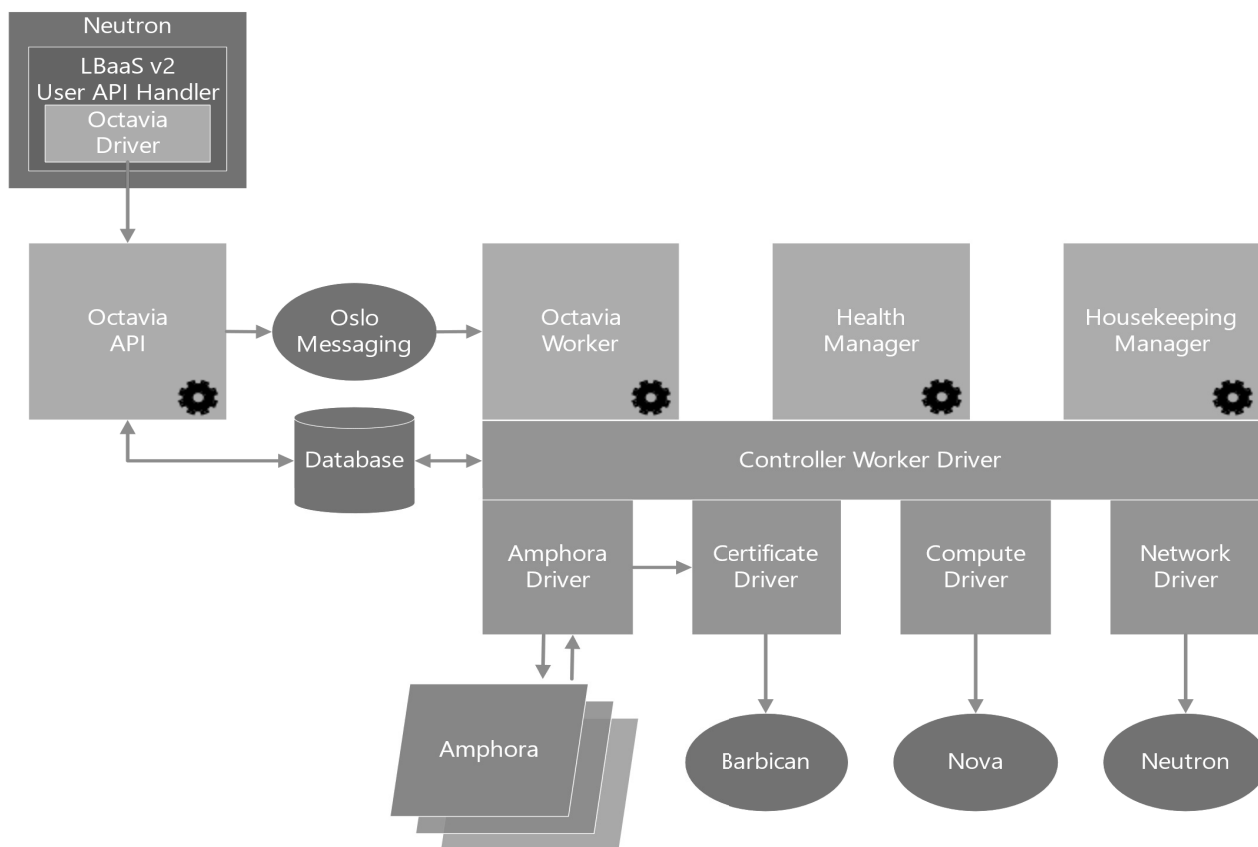 Neutron
LBaaS v2
User API Handler
Octavia
Driver
Octavia
API
Oslo
Messaging
Octavia
Worker
Health
Manager
Housekeeping
Manager
Database
Controller Worker Driver
Amphora
Driver
Certificate
Driver
Compute
Driver
Network
Driver
Amphora
Barbican
Nova
Neutron